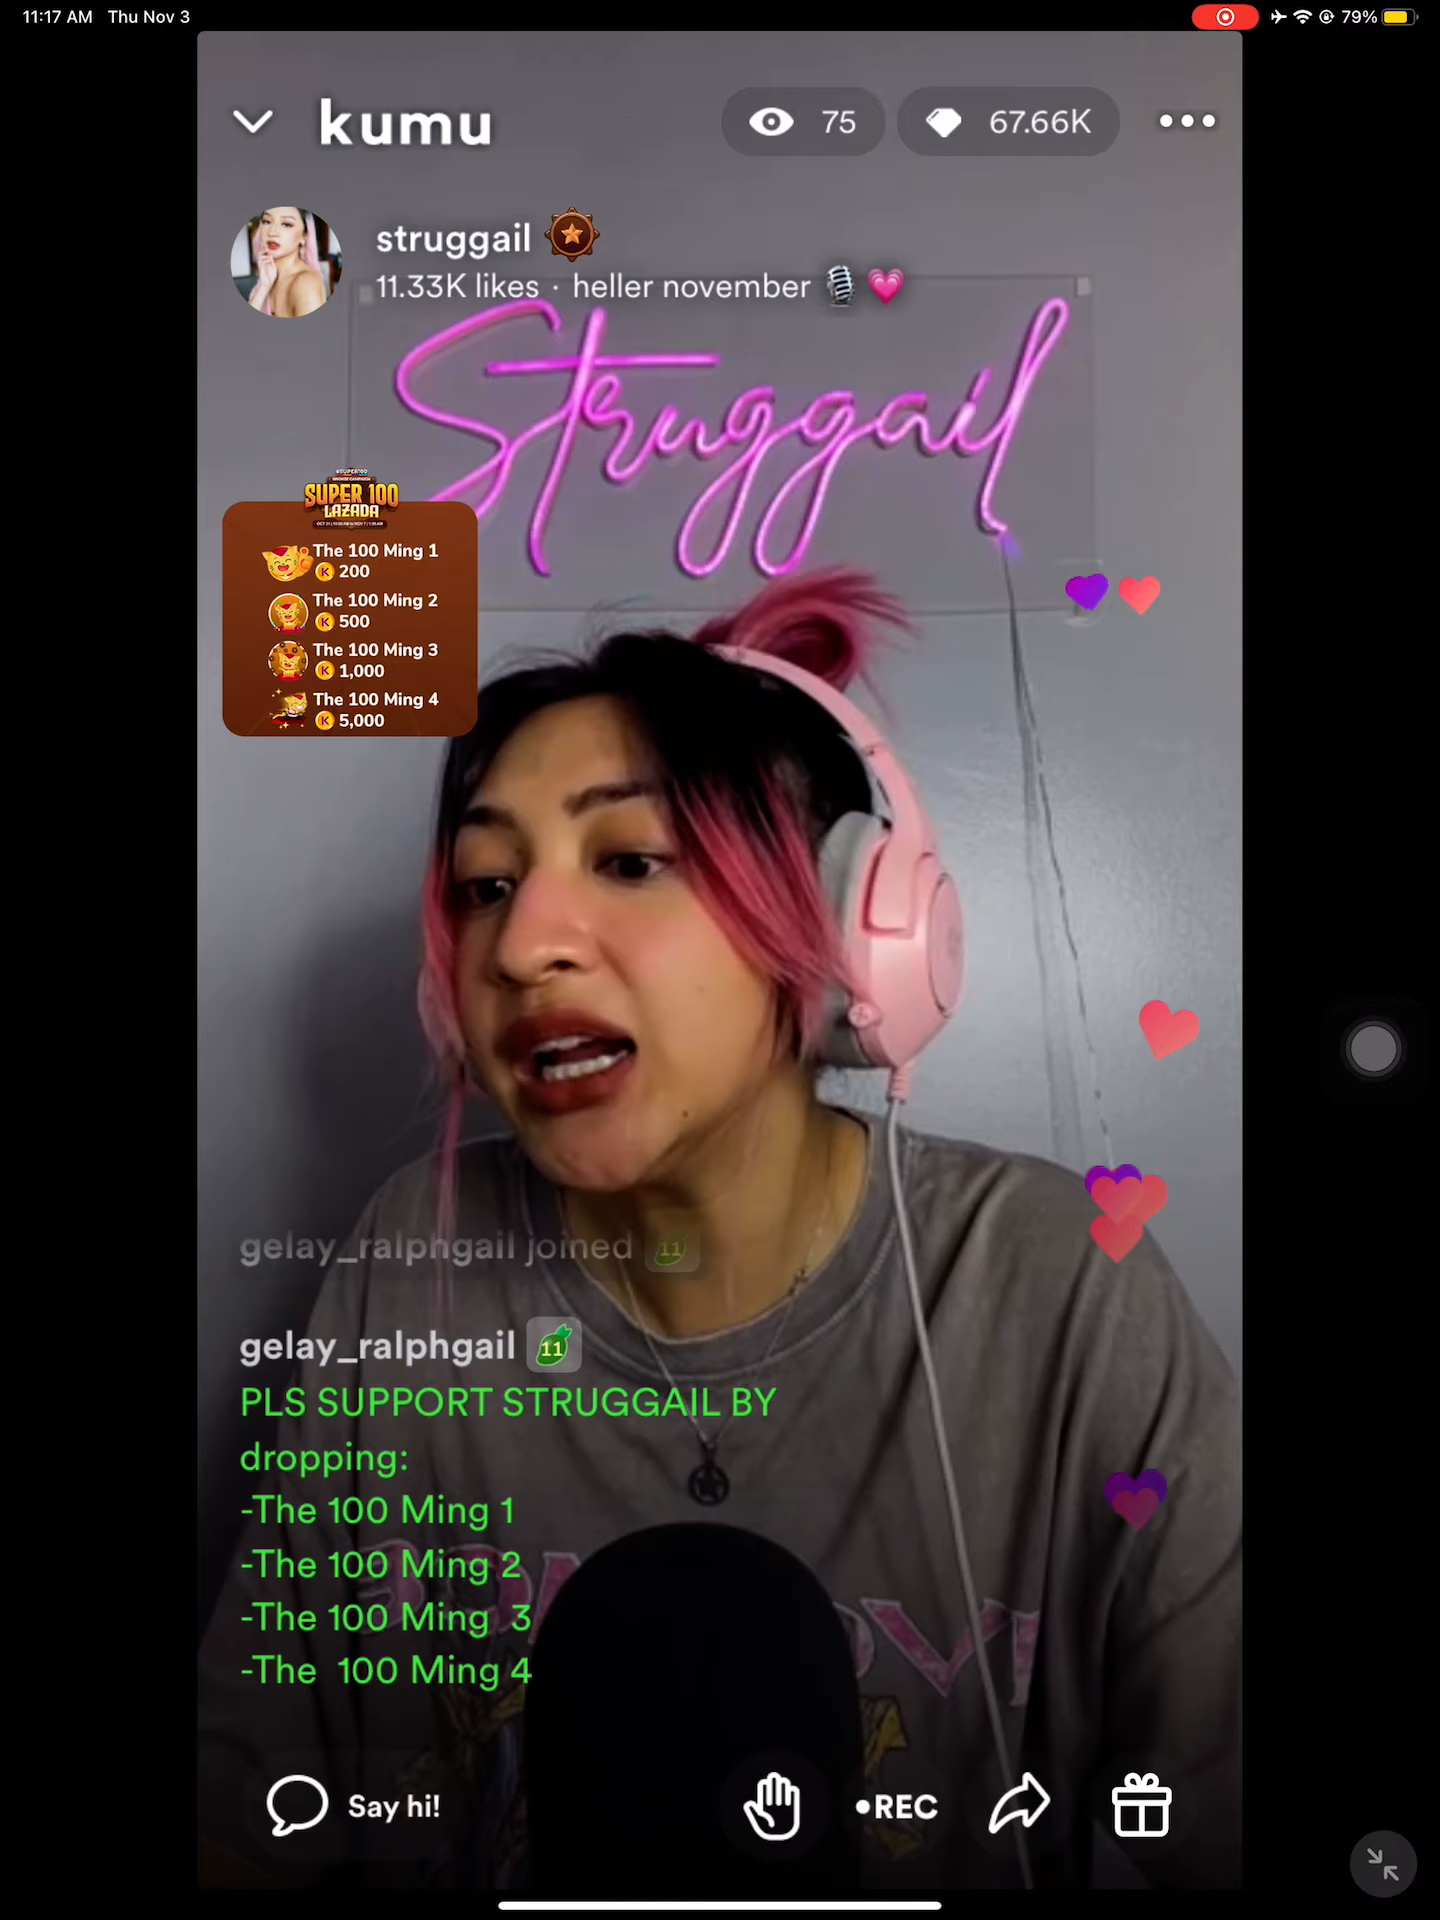 11:17 AM Thu Nov 3
79%
kumu
75
67.66K
struggail
11.33K likes · heller november
Struggail
#SUPER100
BRONZE CAMPAIGN
SUPER 100
LAZADA
The 100 Ming 1
K 200
The 100 Ming 2
K 500
The 100 Ming 3
K 1,000
The 100 Ming 4
K 5,000
gelay_ralphgail joined 11
gelay_ralphgail 11
PLS SUPPORT STRUGGAIL BY
dropping:
-The 100 Ming 1
-The 100 Ming 2
-The 100 Ming  3
-The  100 Ming 4
Say hi!
REC